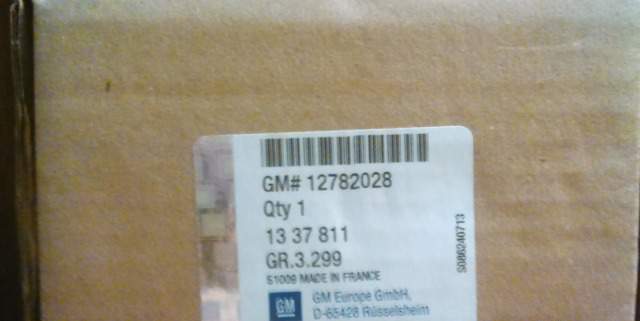 GM# 12782028
Qty 1
13 37 811
GR.3.299
51009 MADE IN FRANCE
GM
GM Europe GmbH,
D-65428 Rüsselsheim
S086240713